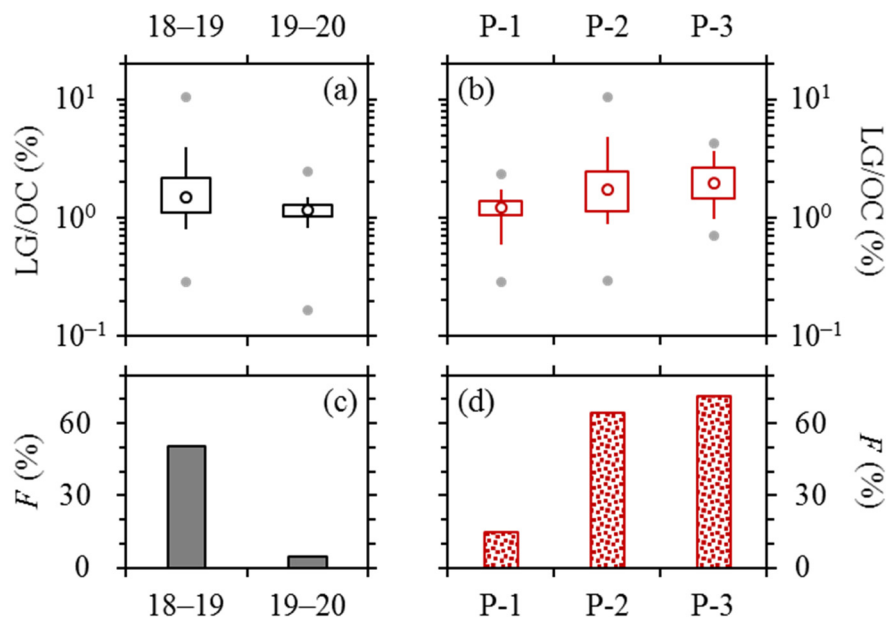 18–19 19–20 P-1 P-2 P-3
(a) (b)
10¹ 10¹
LG/OC (%) LG/OC (%)
10⁰ 10⁰
10⁻¹ 10⁻¹
(c) (d)
60 60
F (%) F (%)
30 30
0 0
18–19 19–20 P-1 P-2 P-3